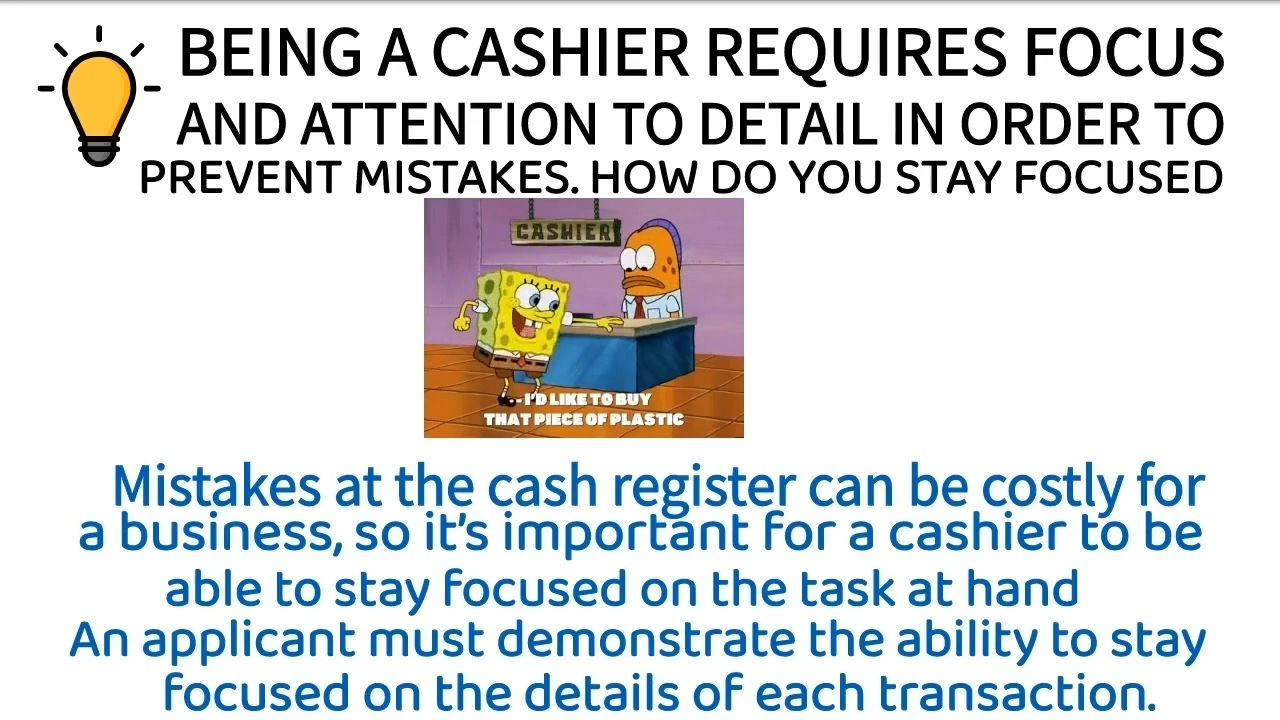 BEING A CASHIER REQUIRES FOCUS
AND ATTENTION TO DETAIL IN ORDER TO
PREVENT MISTAKES. HOW DO YOU STAY FOCUSED
CASHIER
- I'D LIKE TO BUY
THAT PIECE OF PLASTIC
Mistakes at the cash register can be costly for
a business, so it's important for a cashier to be
able to stay focused on the task at hand
An applicant must demonstrate the ability to stay
focused on the details of each transaction.